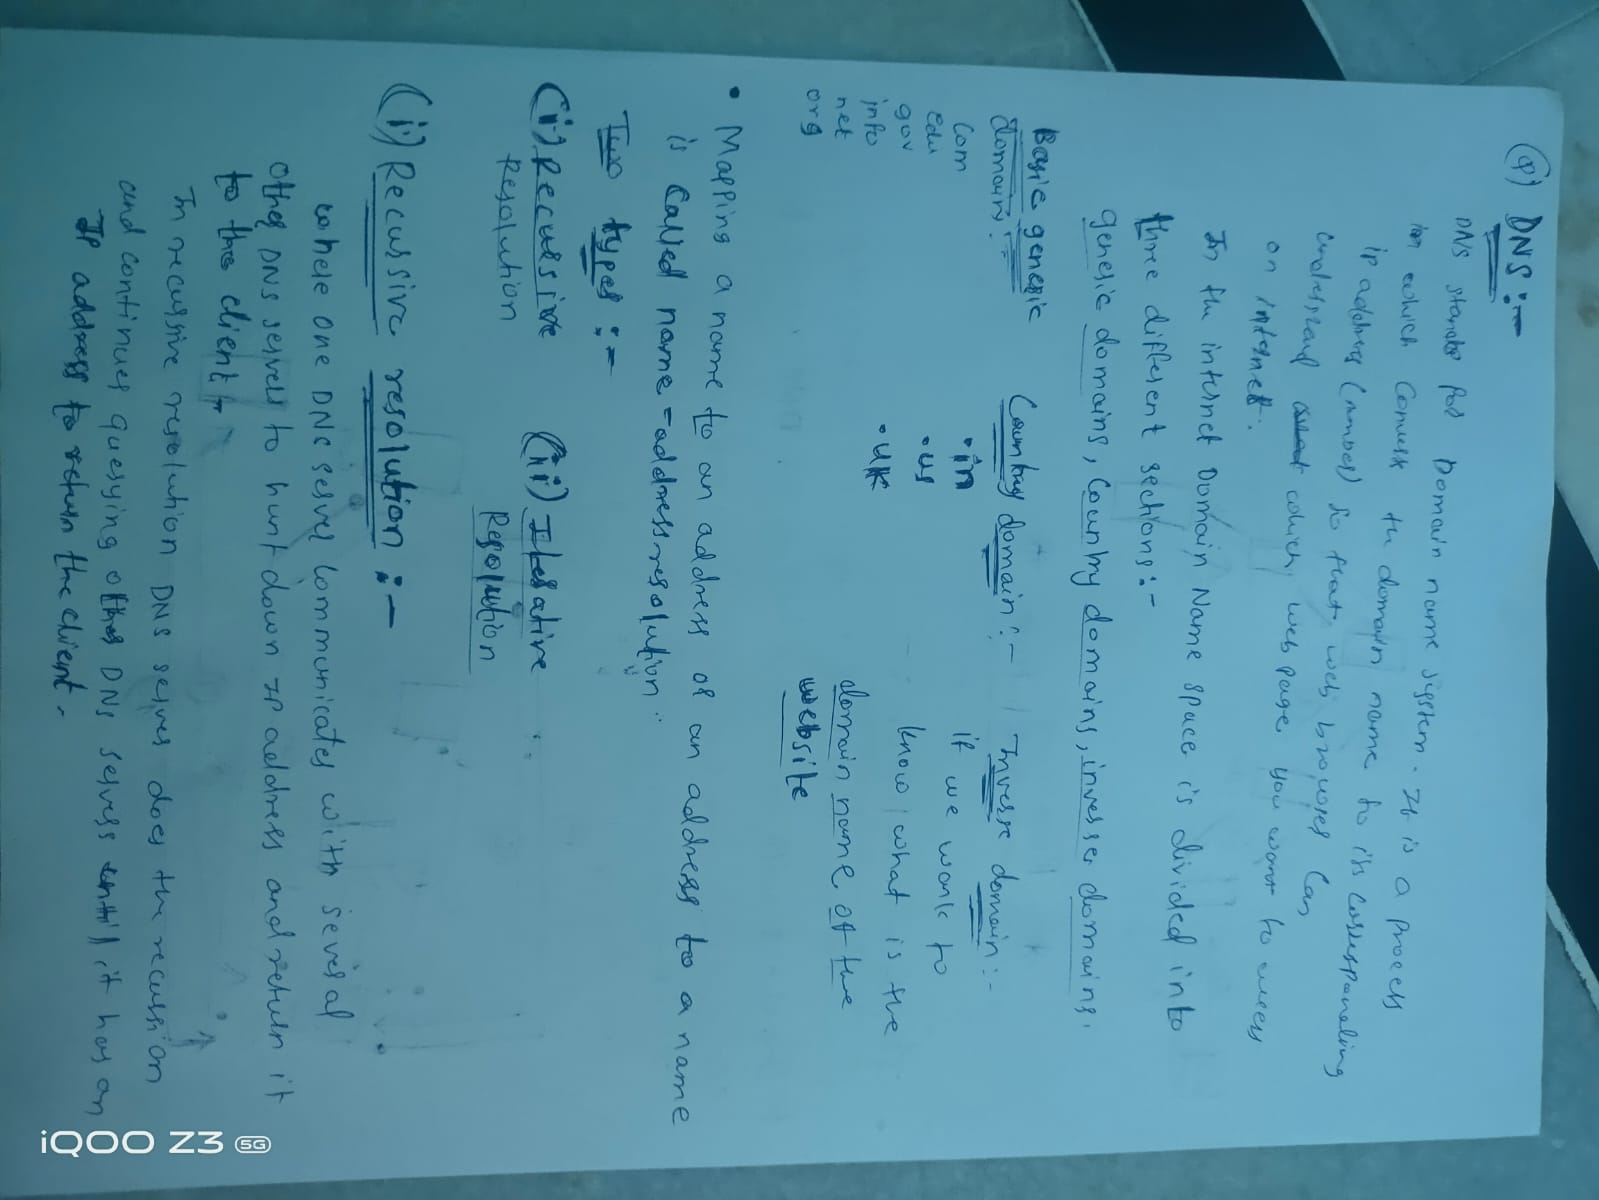 (Q) DNS :-
DNS stands for Domain name system. It is a process
in which Convert the domain name to its corresponding
ip address (number) So that web browser Can
understand which web page you want to access
on internet.
In the internet Domain Name space is divided into
three different sections:-
generic domains, Country domains, inverser domains.
Basic generic
domain:-
Com
Edu
gov
info
net
org
Country domain:-
.in
.us
.UK
Inverse domain:-
if we want to
know what is the
domain name of the
website
• Mapping a name to an address or an address to a name
is Called name-address resolution.
Two types :-
(i) Recursive
Resolution
(ii) Iterative
Resolution
(i) Recursive resolution :-
where one DNS server Communicates with several
other DNS servers to hunt down IP address and return it
to the client.
In recursive resolution DNS server does the recursion
and continues querying other DNS servers until it has an
IP address to return the client.
iQOO Z3 5G